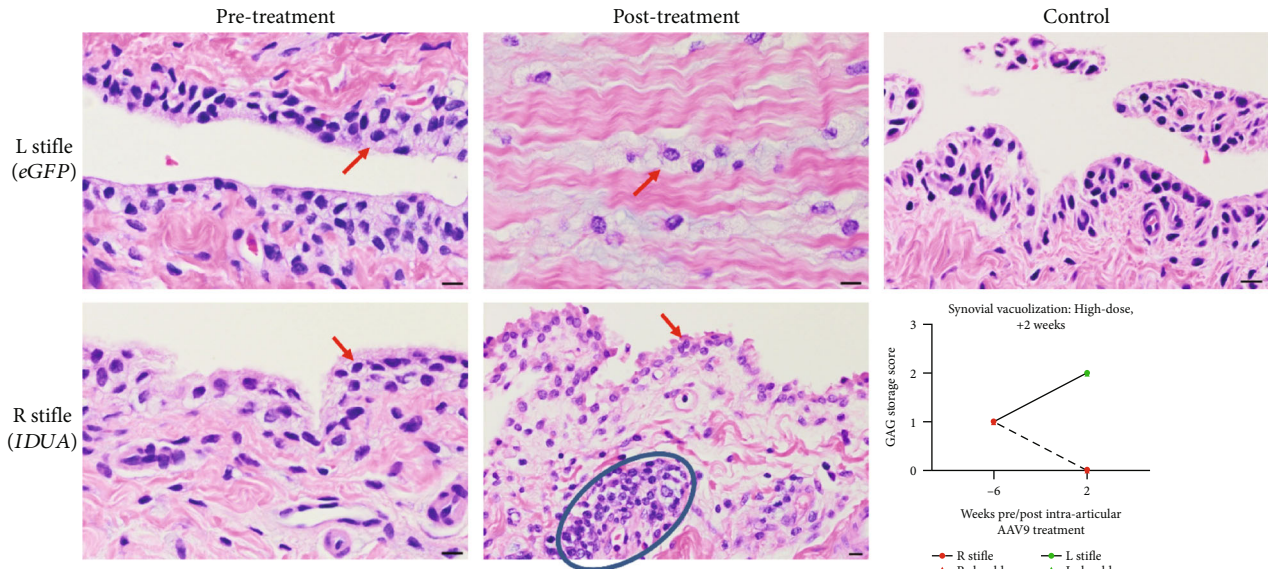 Pre-treatment
Post-treatment
Control
L stifle
(eGFP)
R stifle
(IDUA)
Synovial vacuolization: High-dose,
+2 weeks
GAG storage score
3
2
1
0
−6
2
Weeks pre/post intra-articular
AAV9 treatment
R stifle
L stifle